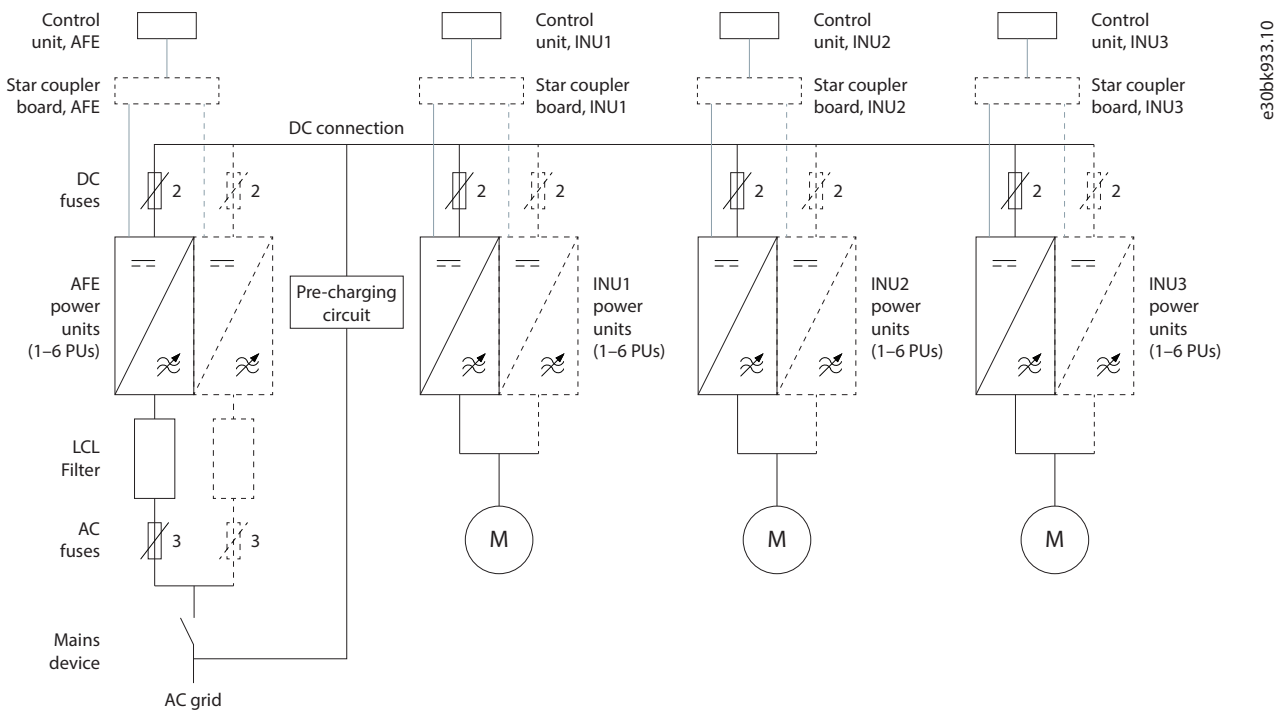 Control
unit, AFE
Control
unit, INU1
Control
unit, INU2
Control
unit, INU3
Star coupler
board, AFE
Star coupler
board, INU1
Star coupler
board, INU2
Star coupler
board, INU3
e30bk933.10
DC connection
DC
fuses
2
2
2
2
2
2
2
2
AFE
power
units
(1–6 PUs)
Pre-charging
circuit
INU1
power
units
(1–6 PUs)
INU2
power
units
(1–6 PUs)
INU3
power
units
(1–6 PUs)
LCL
Filter
AC
fuses
3
3
M
M
M
Mains
device
AC grid